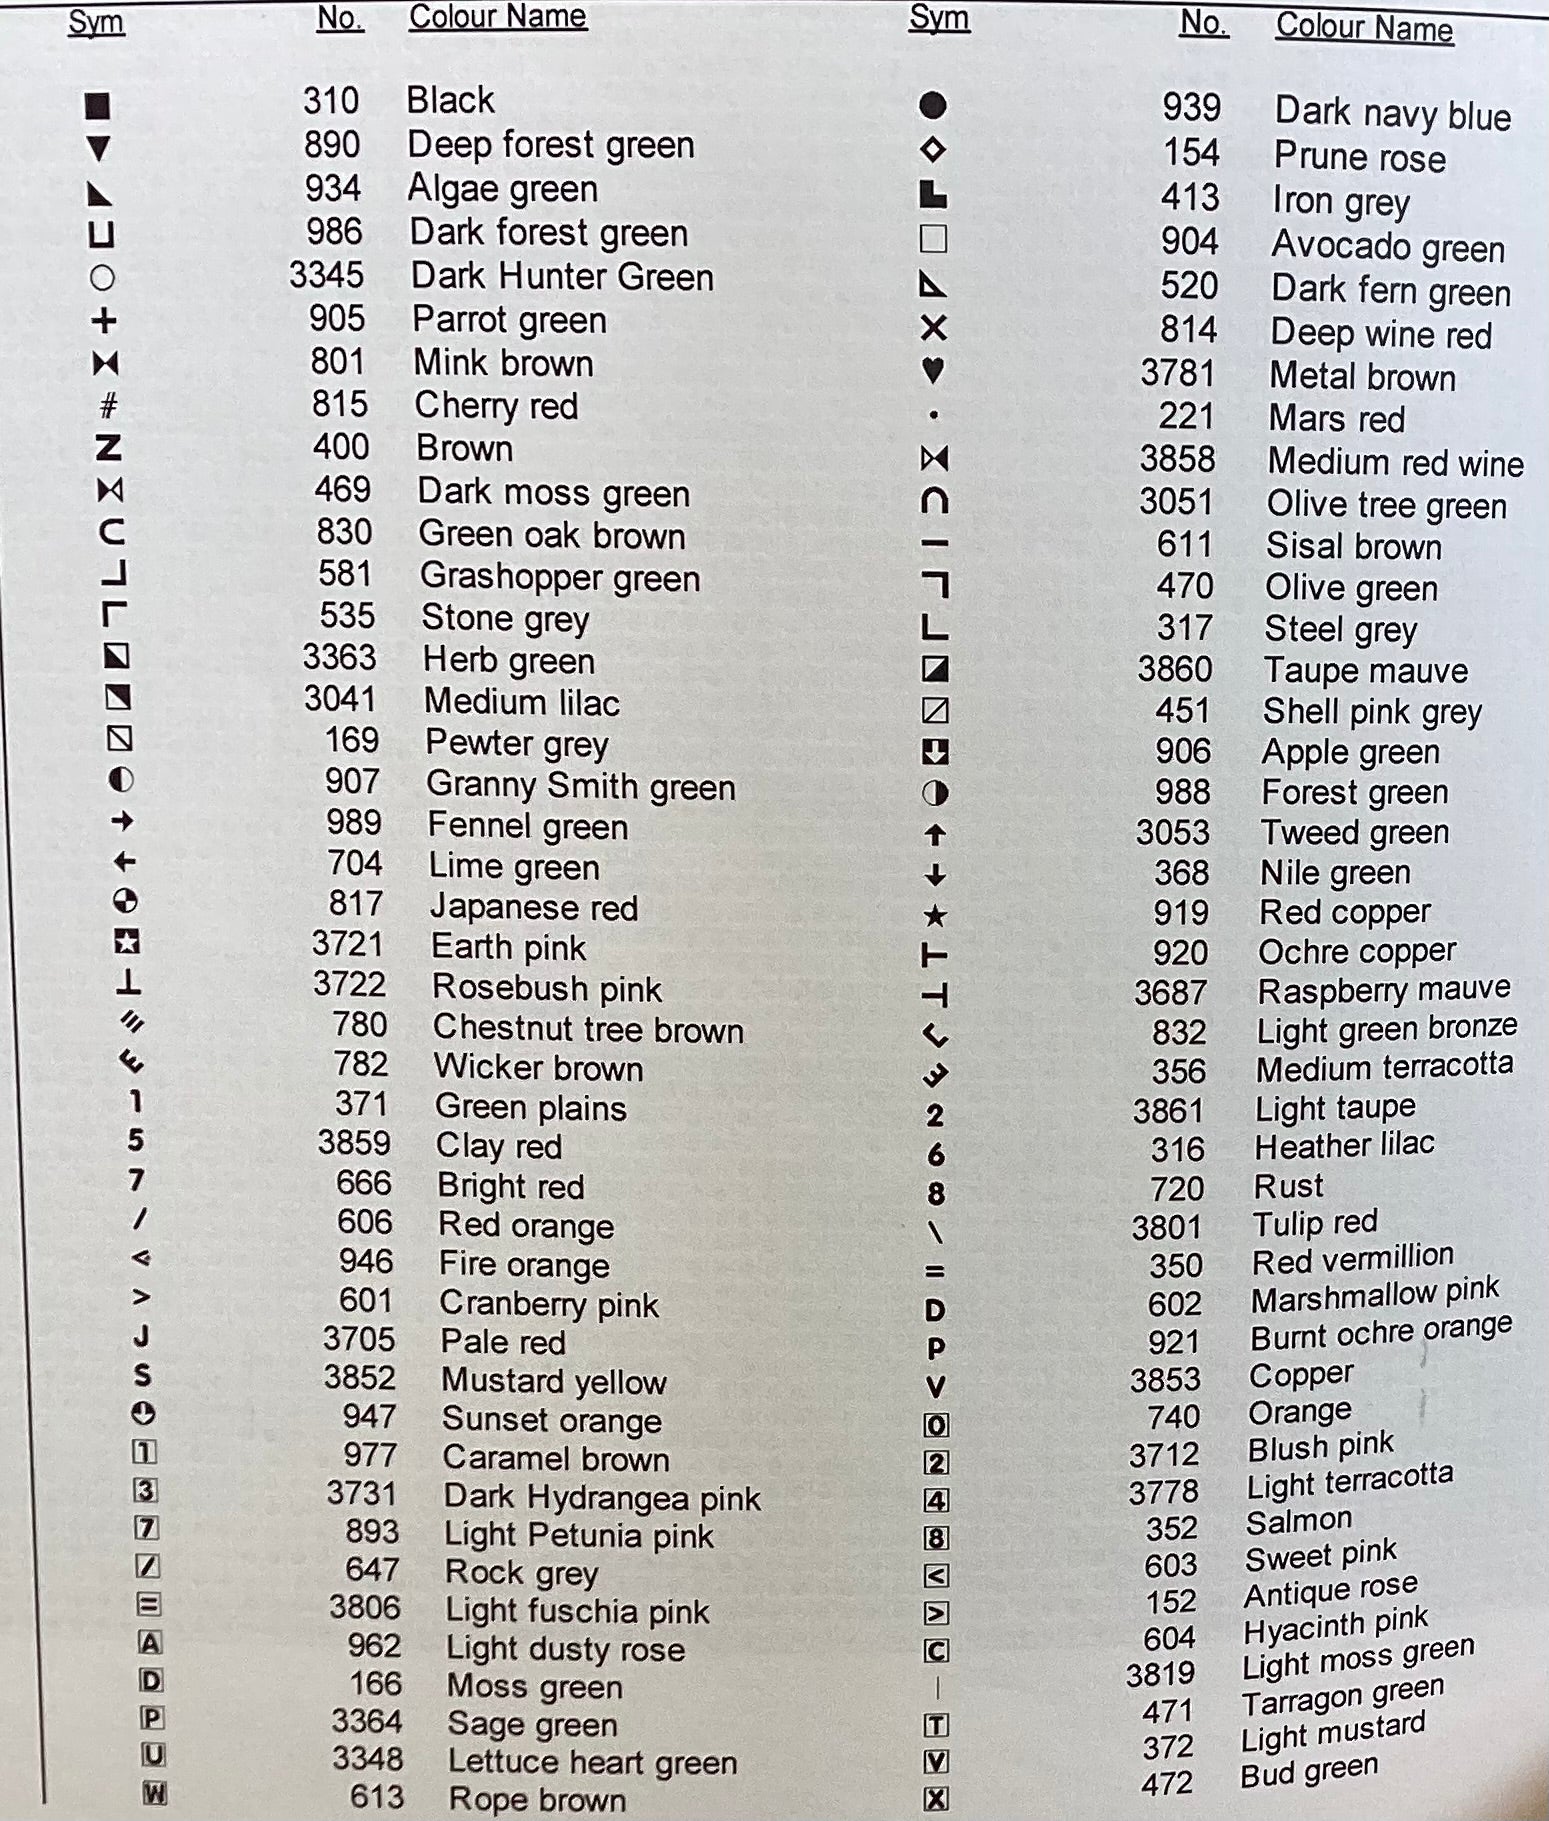 Sym No. Colour Name Sym No. Colour Name
■ 310 Black ● 939 Dark navy blue
▼ 890 Deep forest green ◇ 154 Prune rose
◣ 934 Algae green ▙ 413 Iron grey
⊔ 986 Dark forest green □ 904 Avocado green
○ 3345 Dark Hunter Green ◺ 520 Dark fern green
+ 905 Parrot green X 814 Deep wine red
⧓ 801 Mink brown ♥ 3781 Metal brown
# 815 Cherry red • 221 Mars red
Z 400 Brown ⧑ 3858 Medium red wine
⧒ 469 Dark moss green ∩ 3051 Olive tree green
⊂ 830 Green oak brown – 611 Sisal brown
┘ 581 Grashopper green ┐ 470 Olive green
┌ 535 Stone grey L 317 Steel grey
⬕ 3363 Herb green ◪ 3860 Taupe mauve
⬔ 3041 Medium lilac ⧄ 451 Shell pink grey
⧅ 169 Pewter grey ⬇ 906 Apple green
◐ 907 Granny Smith green ◑ 988 Forest green
→ 989 Fennel green ↑ 3053 Tweed green
← 704 Lime green ↓ 368 Nile green
817 Japanese red ★ 919 Red copper
3721 Earth pink ⊢ 920 Ochre copper
⊥ 3722 Rosebush pink ⊣ 3687 Raspberry mauve
780 Chestnut tree brown 832 Light green bronze
782 Wicker brown 356 Medium terracotta
1 371 Green plains 2 3861 Light taupe
5 3859 Clay red 6 316 Heather lilac
7 666 Bright red 8 720 Rust
/ 606 Red orange \ 3801 Tulip red
< 946 Fire orange = 350 Red vermillion
> 601 Cranberry pink D 602 Marshmallow pink
J 3705 Pale red P 921 Burnt ochre orange
S 3852 Mustard yellow V 3853 Copper
947 Sunset orange 0 740 Orange
1 977 Caramel brown 2 3712 Blush pink
3 3731 Dark Hydrangea pink 4 3778 Light terracotta
7 893 Light Petunia pink 8 352 Salmon
/ 647 Rock grey < 603 Sweet pink
= 3806 Light fuschia pink > 152 Antique rose
A 962 Light dusty rose C 604 Hyacinth pink
D 166 Moss green | 3819 Light moss green
P 3364 Sage green T 471 Tarragon green
U 3348 Lettuce heart green V 372 Light mustard
W 613 Rope brown X 472 Bud green